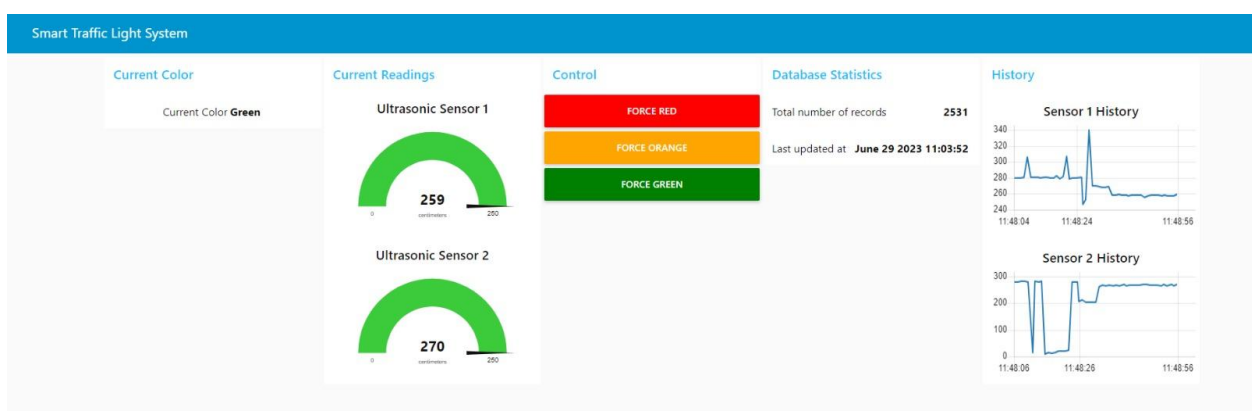 Smart Traffic Light System
Current Color
Current Color Green
Current Readings
Ultrasonic Sensor 1
259
centimeters
0
250
Ultrasonic Sensor 2
270
centimeters
0
250
Control
FORCE RED
FORCE ORANGE
FORCE GREEN
Database Statistics
Total number of records 2531
Last updated at June 29 2023 11:03:52
History
Sensor 1 History
340
320
300
280
260
240
11:48:04 11:48:24 11:48:56
Sensor 2 History
300
200
100
0
11:48:06 11:48:26 11:48:56